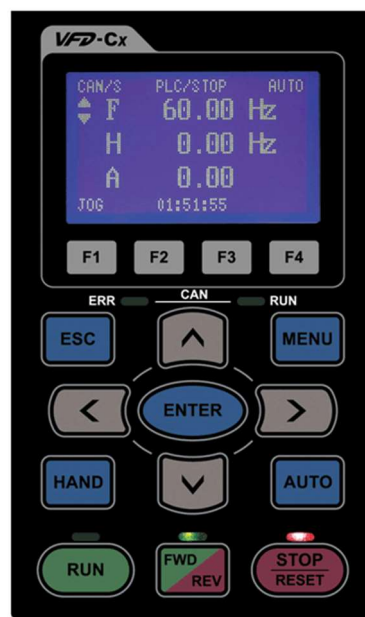 VFD-Cx
CAN/S PLC/STOP AUTO
F 60.00 Hz
H 0.00 Hz
A 0.00
JOG 01:51:55
F1 F2 F3 F4
ERR CAN RUN
ESC MENU
ENTER
HAND AUTO
RUN FWD REV STOP RESET